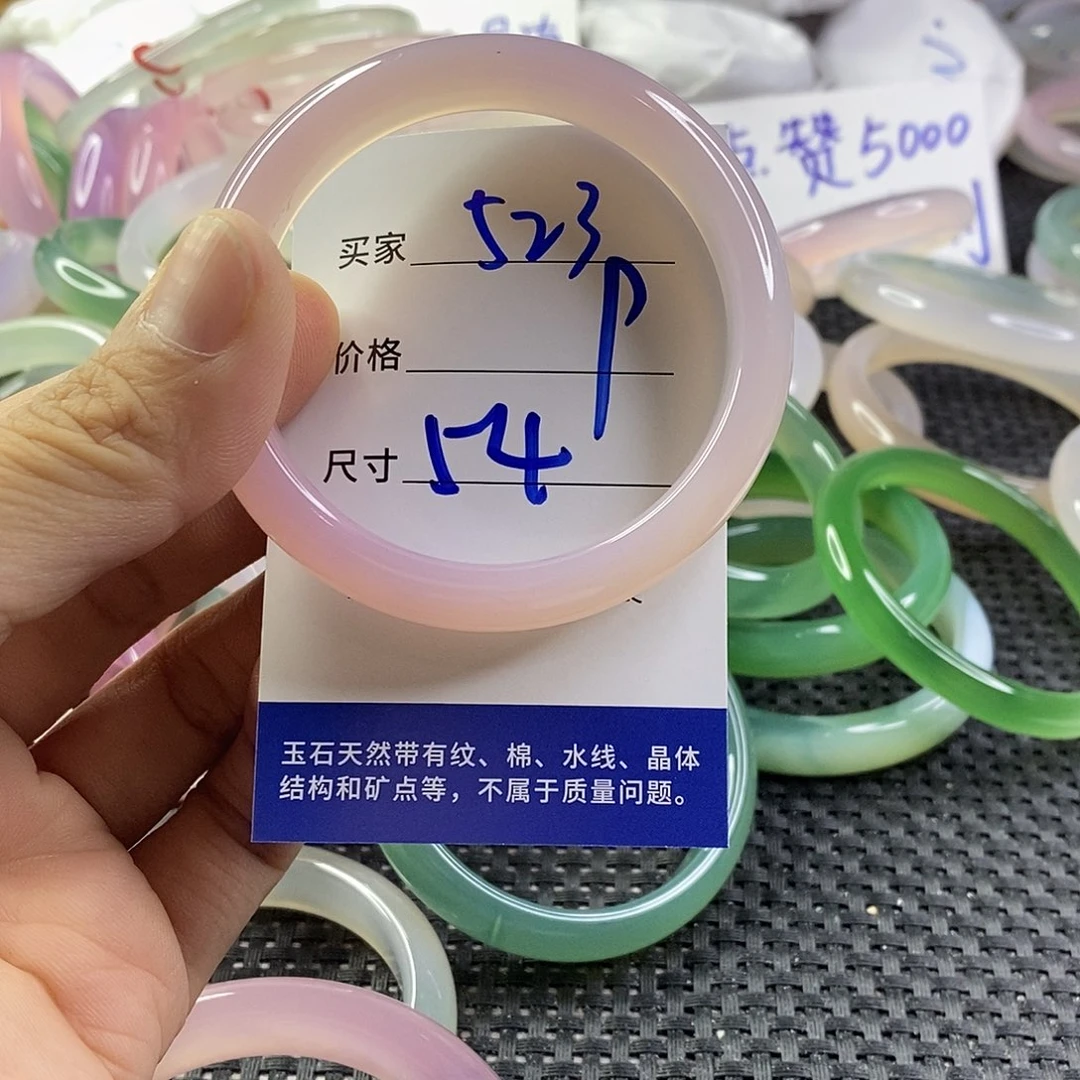 点赞5000
买家 523P
价格
尺寸 54
玉石天然带有纹、棉、水线、晶体
结构和矿点等，不属于质量问题。